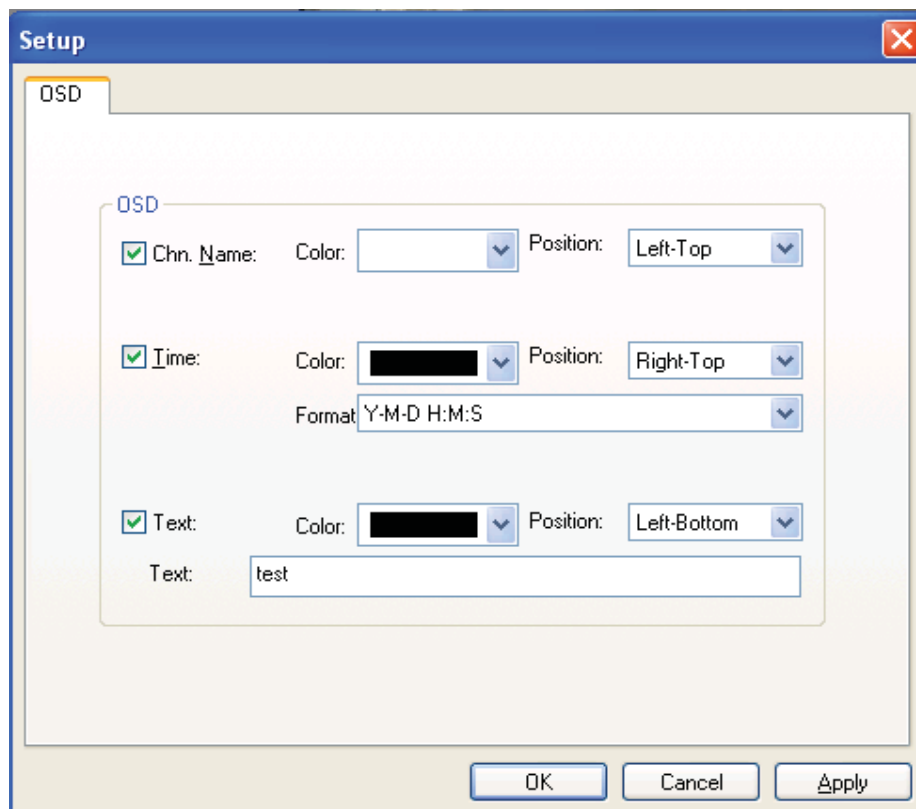 Setup
OSD
OSD
Chn. Name: Color: Position: Left-Top
Time: Color: Position: Right-Top
Format Y-M-D H:M:S
Text: Color: Position: Left-Bottom
Text: test
OK Cancel Apply